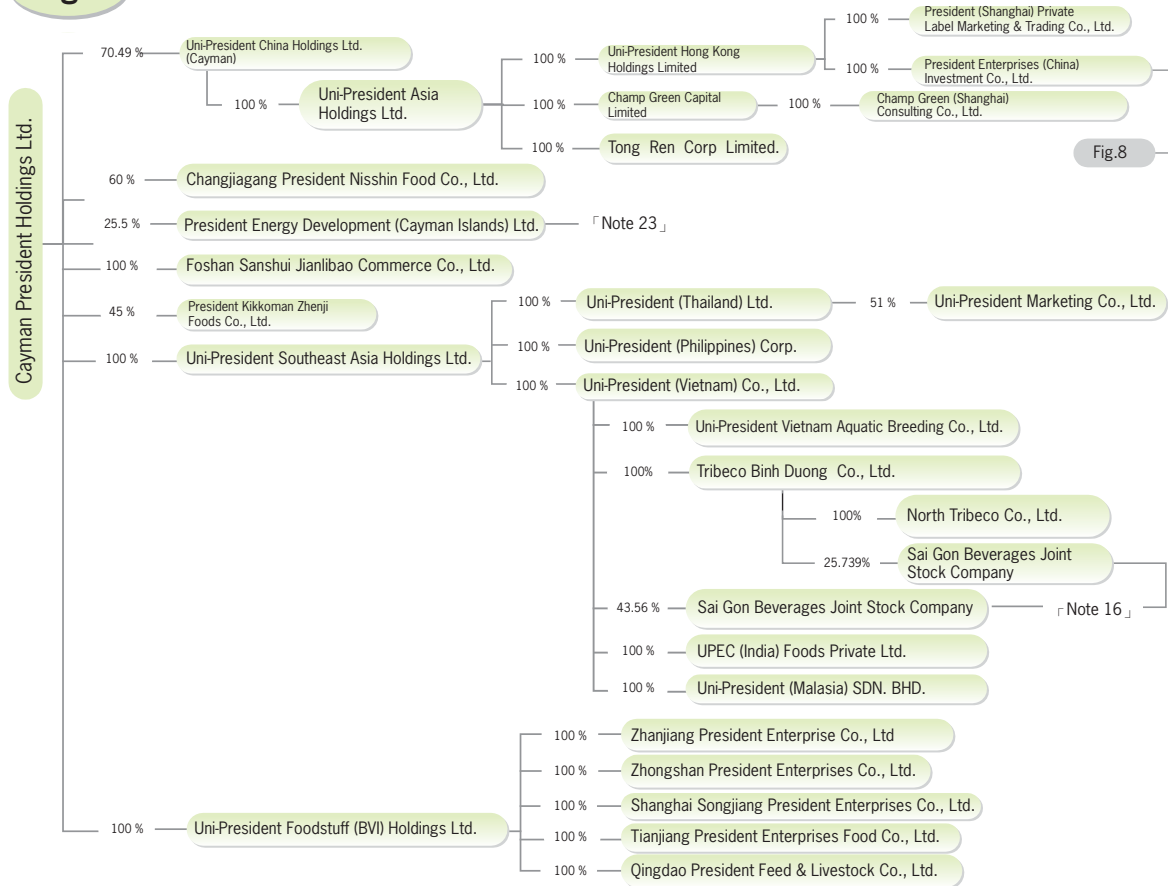 g
Cayman President Holdings Ltd.
70.49 %
Uni-President China Holdings Ltd.
(Cayman)
100 %
Uni-President Asia
Holdings Ltd.
100 %
Uni-President Hong Kong
Holdings Limited
100 %
President (Shanghai) Private
Label Marketing & Trading Co., Ltd.
100 %
President Enterprises (China)
Investment Co., Ltd.
100 %
Champ Green Capital
Limited
100 %
Champ Green (Shanghai)
Consulting Co., Ltd.
100 %
Tong Ren Corp Limited.
Fig.8
60 %
Changjiagang President Nisshin Food Co., Ltd.
25.5 %
President Energy Development (Cayman Islands) Ltd.
「Note 23」
100 %
Foshan Sanshui Jianlibao Commerce Co., Ltd.
45 %
President Kikkoman Zhenji
Foods Co., Ltd.
100 %
Uni-President Southeast Asia Holdings Ltd.
100 %
Uni-President (Thailand) Ltd.
51 %
Uni-President Marketing Co., Ltd.
100 %
Uni-President (Philippines) Corp.
100 %
Uni-President (Vietnam) Co., Ltd.
100 %
Uni-President Vietnam Aquatic Breeding Co., Ltd.
100%
Tribeco Binh Duong Co., Ltd.
100%
North Tribeco Co., Ltd.
25.739%
Sai Gon Beverages Joint
Stock Company
43.56 %
Sai Gon Beverages Joint Stock Company
「Note 16」
100 %
UPEC (India) Foods Private Ltd.
100 %
Uni-President (Malasia) SDN. BHD.
100 %
Uni-President Foodstuff (BVI) Holdings Ltd.
100 %
Zhanjiang President Enterprise Co., Ltd
100 %
Zhongshan President Enterprises Co., Ltd.
100 %
Shanghai Songjiang President Enterprises Co., Ltd.
100 %
Tianjiang President Enterprises Food Co., Ltd.
100 %
Qingdao President Feed & Livestock Co., Ltd.